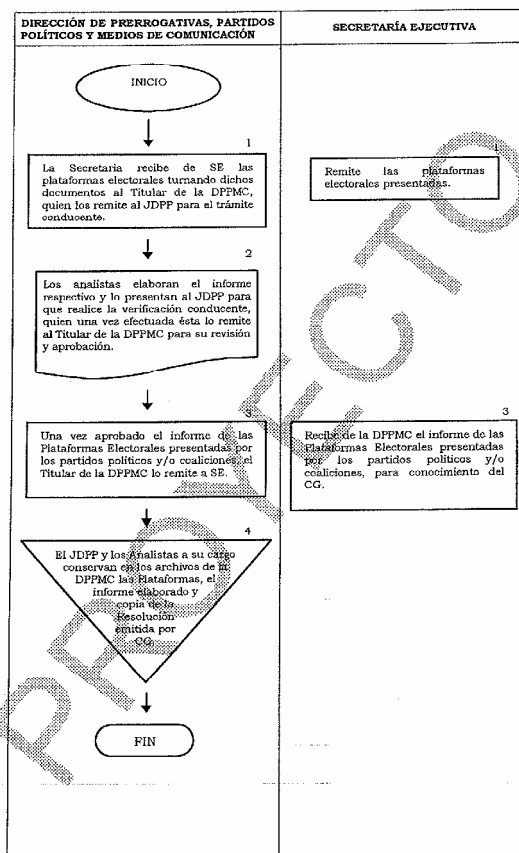 DIRECCIÓN DE PRERROGATIVAS, PARTIDOS
POLÍTICOS Y MEDIOS DE COMUNICACIÓN
SECRETARÍA EJECUTIVA
INICIO
1
La Secretaria recibe de SE las
plataformas electorales turnando dichos
documentos al Titular de la DPPMC,
quien los remite al JDPP para el trámite
conducente.
1
Remite las plataformas
electorales presentadas.
2
Los analistas elaboran el informe
respectivo y lo presentan al JDPP para
que realice la verificación conducente,
quien una vez efectuada ésta lo remite
al Titular de la DPPMC para su revisión
y aprobación.
3
Una vez aprobado el informe de las
Plataformas Electorales presentadas por
los partidos políticos y/o coaliciones, el
Titular de la DPPMC lo remite a SE.
3
Recibe de la DPPMC el informe de las
Plataformas Electorales presentadas
por los partidos políticos y/o
coaliciones, para conocimiento del
CG.
4
El JDPP y los Analistas a su cargo
conservan en los archivos de la
DPPMC las Plataformas, el
informe elaborado y
copia de la
Resolución
emitida por
CG.
FIN
PROYECTO